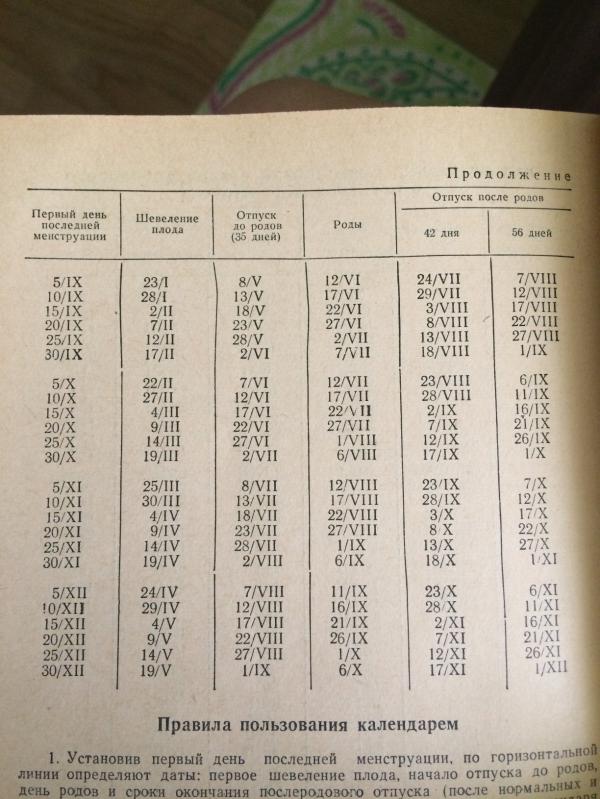 Продолжение
Первый день последней менструации Шевеление плода Отпуск до родов (35 дней) Роды Отпуск после родов
42 дня 56 дней
5/IX 23/I 8/V 12/VI 24/VII 7/VIII
10/IX 28/I 13/V 17/VI 29/VII 12/VIII
15/IX 2/II 18/V 22/VI 3/VIII 17/VIII
20/IX 7/II 23/V 27/VI 8/VIII 22/VIII
25/IX 12/II 28/V 2/VII 13/VIII 27/VIII
30/IX 17/II 2/VI 7/VII 18/VIII 1/IX
5/X 22/II 7/VI 12/VII 23/VIII 6/IX
10/X 27/II 12/VI 17/VII 28/VIII 11/IX
15/X 4/III 17/VI 22/VII 2/IX 16/IX
20/X 9/III 22/VI 27/VII 7/IX 21/IX
25/X 14/III 27/VI 1/VIII 12/IX 26/IX
30/X 19/III 2/VII 6/VIII 17/IX 1/X
5/XI 25/III 8/VII 12/VIII 23/IX 7/X
10/XI 30/III 13/VII 17/VIII 28/IX 12/X
15/XI 4/IV 18/VII 22/VIII 3/X 17/X
20/XI 9/IV 23/VII 27/VIII 8/X 22/X
25/XI 14/IV 28/VII 1/IX 13/X 27/X
30/XI 19/IV 2/VIII 6/IX 18/X 1/XI
5/XII 24/IV 7/VIII 11/IX 23/X 6/XI
10/XII 29/IV 12/VIII 16/IX 28/X 11/XI
15/XII 4/V 17/VIII 21/IX 2/XI 16/XI
20/XII 9/V 22/VIII 26/IX 7/XI 21/XI
25/XII 14/V 27/VIII 1/X 12/XI 26/XI
30/XII 19/V 1/IX 6/X 17/XI 1/XII
Правила пользования календарем
1. Установив первый день последней менструации, по горизонтальной
линии определяют даты: первое шевеление плода, начало отпуска до родов,
день родов и сроки окончания послеродового отпуска (после нормальных и